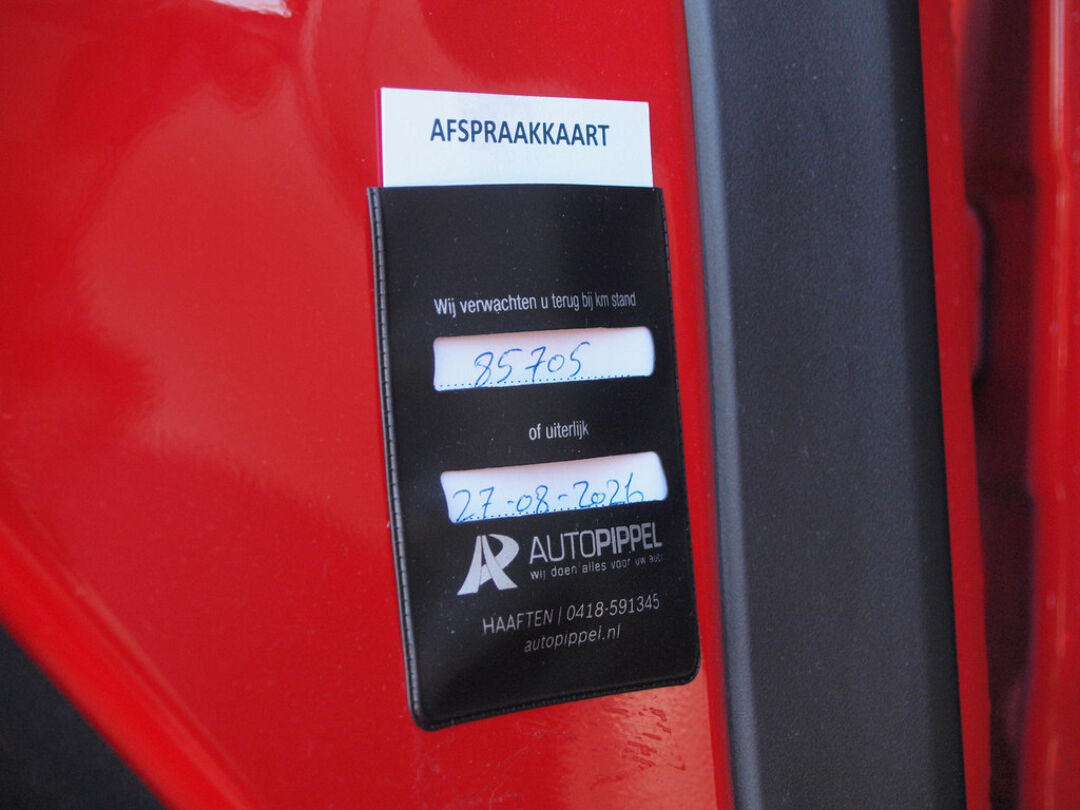 AFSPRAAKKAART
Wij verwachten u terug bij km stand
85705
of uiterlijk
27-08-2026
AUTOPIPPEL
wij doen alles voor uw auto
HAAFTEN | 0418-591345
autopippel.nl